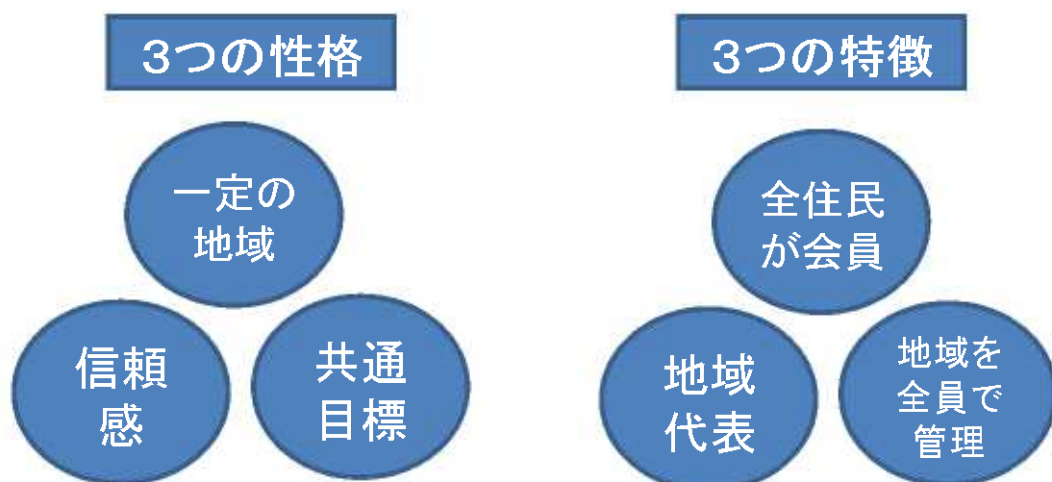 3つの性格
一定の
地域
信頼
感
共通
目標
3つの特徴
全住民
が会員
地域
代表
地域を
全員で
管理